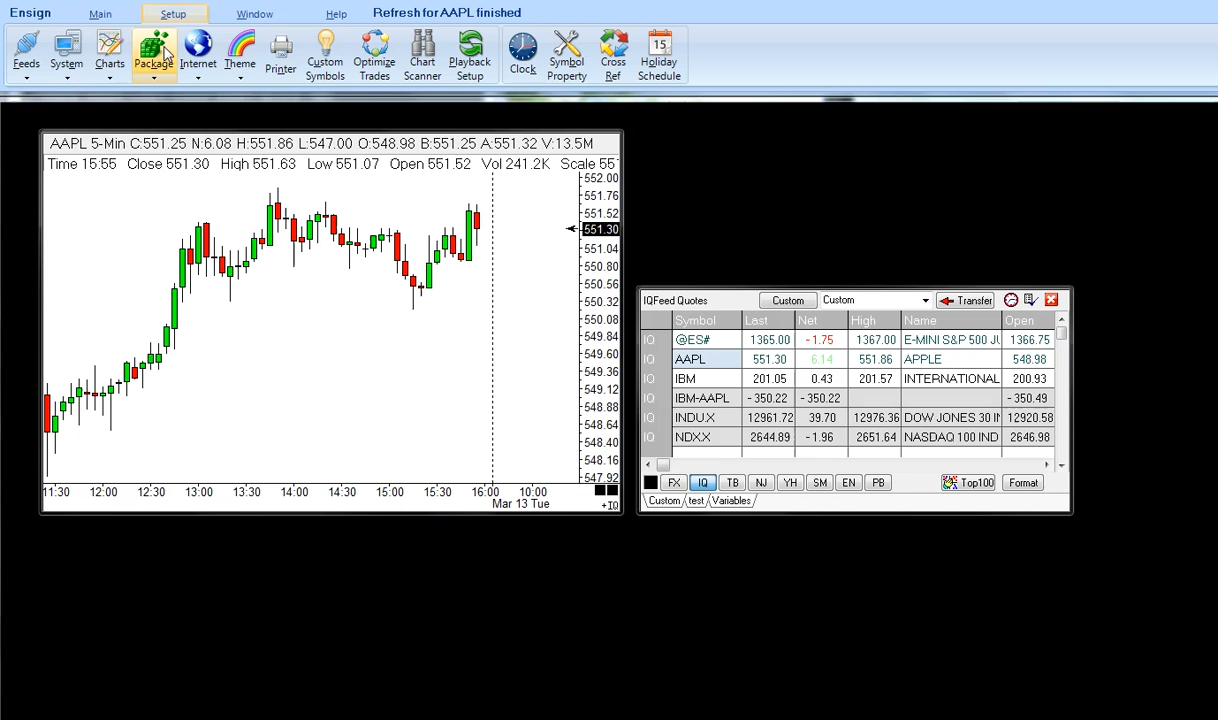 Ensign Main Setup Window Help Refresh for AAPL finished
Feeds System Charts Package Internet Theme Printer Custom Symbols Optimize Trades Chart Scanner Playback Setup Clock Symbol Property Cross Ref Holiday Schedule
15
AAPL 5-Min C:551.25 N:6.08 H:551.86 L:547.00 O:548.98 B:551.25 A:551.32 V:13.5M
Time 15:55 Close 551.30 High 551.63 Low 551.07 Open 551.52 Vol 241.2K Scale 55
552.00
551.76
551.52
551.30
551.04
550.80
550.56
550.32
550.08
549.84
549.60
549.36
549.12
548.88
548.64
548.40
548.16
547.92
11:30 12:00 12:30 13:00 13:30 14:00 14:30 15:00 15:30 16:00 10:00
Mar 13 Tue
+IQ
IQFeed Quotes Custom Custom Transfer
Symbol Last Net High Name Open
IQ @ES# 1365.00 -1.75 1367.00 E-MINI S&P 500 JU 1366.75
IQ AAPL 551.30 6.14 551.86 APPLE 548.98
IQ IBM 201.05 0.43 201.57 INTERNATIONAL 200.93
IQ IBM-AAPL -350.22 -350.22 -350.49
IQ INDU.X 12961.72 39.70 12976.36 DOW JONES 30 IN 12920.58
IQ NDX.X 2644.89 -1.96 2651.64 NASDAQ 100 IND 2646.98
FX IQ TB NJ YH SM EN PB Top100 Format
Custom test Variables